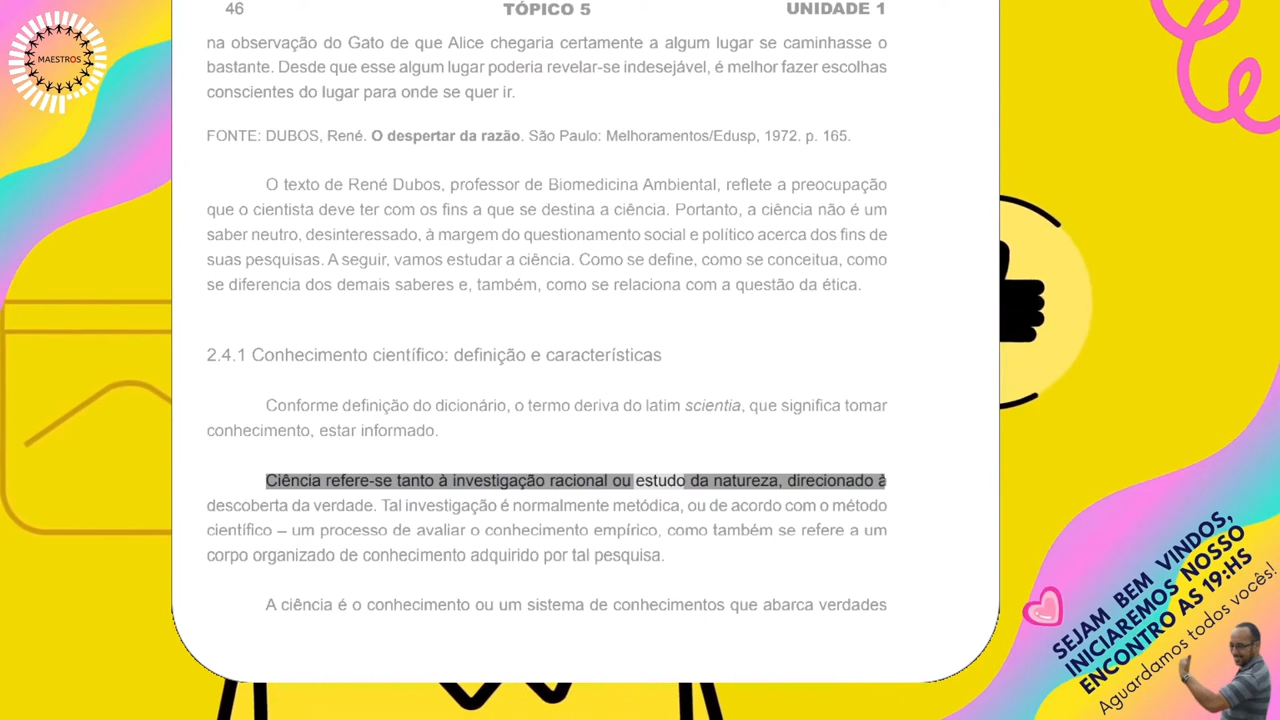 46 TÓPICO 5 UNIDADE 1
MAESTROS
na observação do Gato de que Alice chegaria certamente a algum lugar se caminhasse o
bastante. Desde que esse algum lugar poderia revelar-se indesejável, é melhor fazer escolhas
conscientes do lugar para onde se quer ir.
FONTE: DUBOS, René. O despertar da razão. São Paulo: Melhoramentos/Edusp, 1972. p. 165.
O texto de René Dubos, professor de Biomedicina Ambiental, reflete a preocupação
que o cientista deve ter com os fins a que se destina a ciência. Portanto, a ciência não é um
saber neutro, desinteressado, à margem do questionamento social e político acerca dos fins de
suas pesquisas. A seguir, vamos estudar a ciência. Como se define, como se conceitua, como
se diferencia dos demais saberes e, também, como se relaciona com a questão da ética.
2.4.1 Conhecimento científico: definição e características
Conforme definição do dicionário, o termo deriva do latim scientia, que significa tomar
conhecimento, estar informado.
Ciência refere-se tanto à investigação racional ou estudo da natureza, direcionado à
descoberta da verdade. Tal investigação é normalmente metódica, ou de acordo com o método
científico – um processo de avaliar o conhecimento empírico, como também se refere a um
corpo organizado de conhecimento adquirido por tal pesquisa.
A ciência é o conhecimento ou um sistema de conhecimentos que abarca verdades
SEJAM BEM VINDOS,
INICIAREMOS NOSSO
ENCONTRO AS 19:HS
Aguardamos todos vocês!